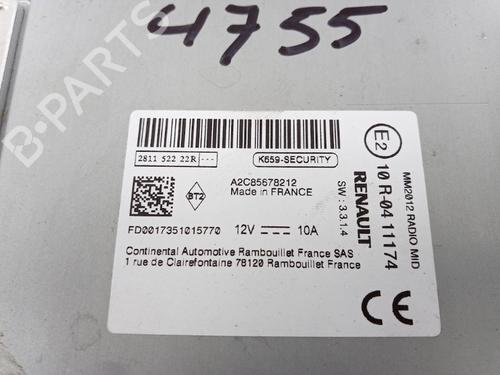 4755
2811 522 22R ---
K659-SECURITY
BT2
A2C85678212
Made in FRANCE
FD0017351015770 12V 10A
Continental Automotive Rambouillet France SAS
1 rue de Clairefontaine 78120 Rambouillet France
E2
10 R-04 11174
RENAULT
SW : 3.3.1.4
MM2012 RADIO MID
CE
B-PARTS